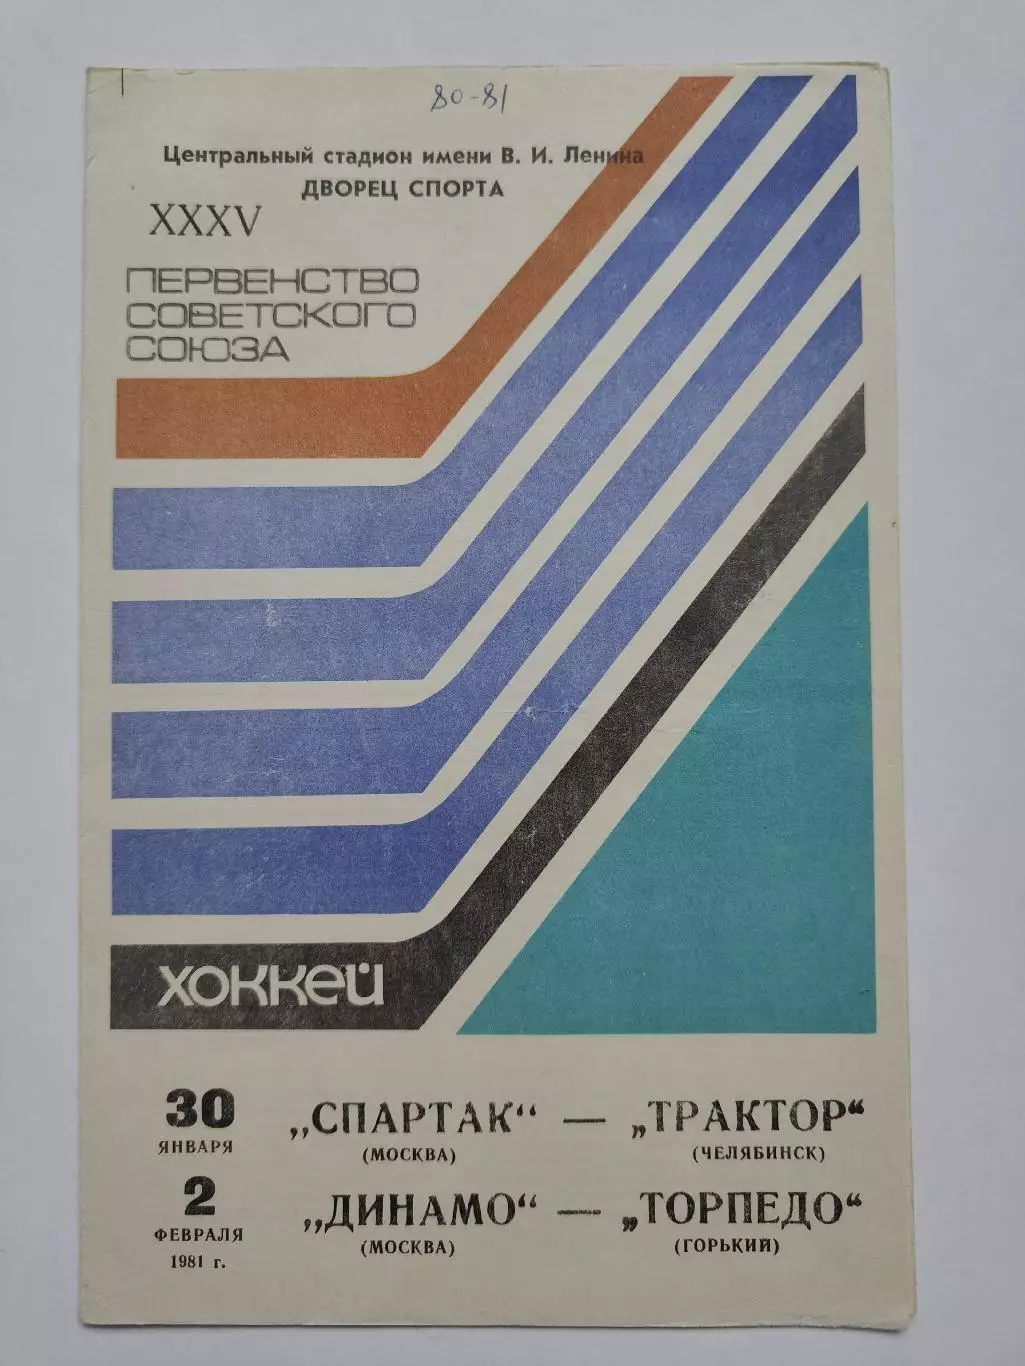 80-81
Центральный стадион имени В. И. Ленина
ДВОРЕЦ СПОРТА
XXXV
ПЕРВЕНСТВО
СОВЕТСКОГО
СОЮЗА
ХОККЕЙ
30 „СПАРТАК“ — „ТРАКТОР“
ЯНВАРЯ (МОСКВА) (ЧЕЛЯБИНСК)
2 „ДИНАМО“ — „ТОРПЕДО“
ФЕВРАЛЯ (МОСКВА) (ГОРЬКИЙ)
1981 г.